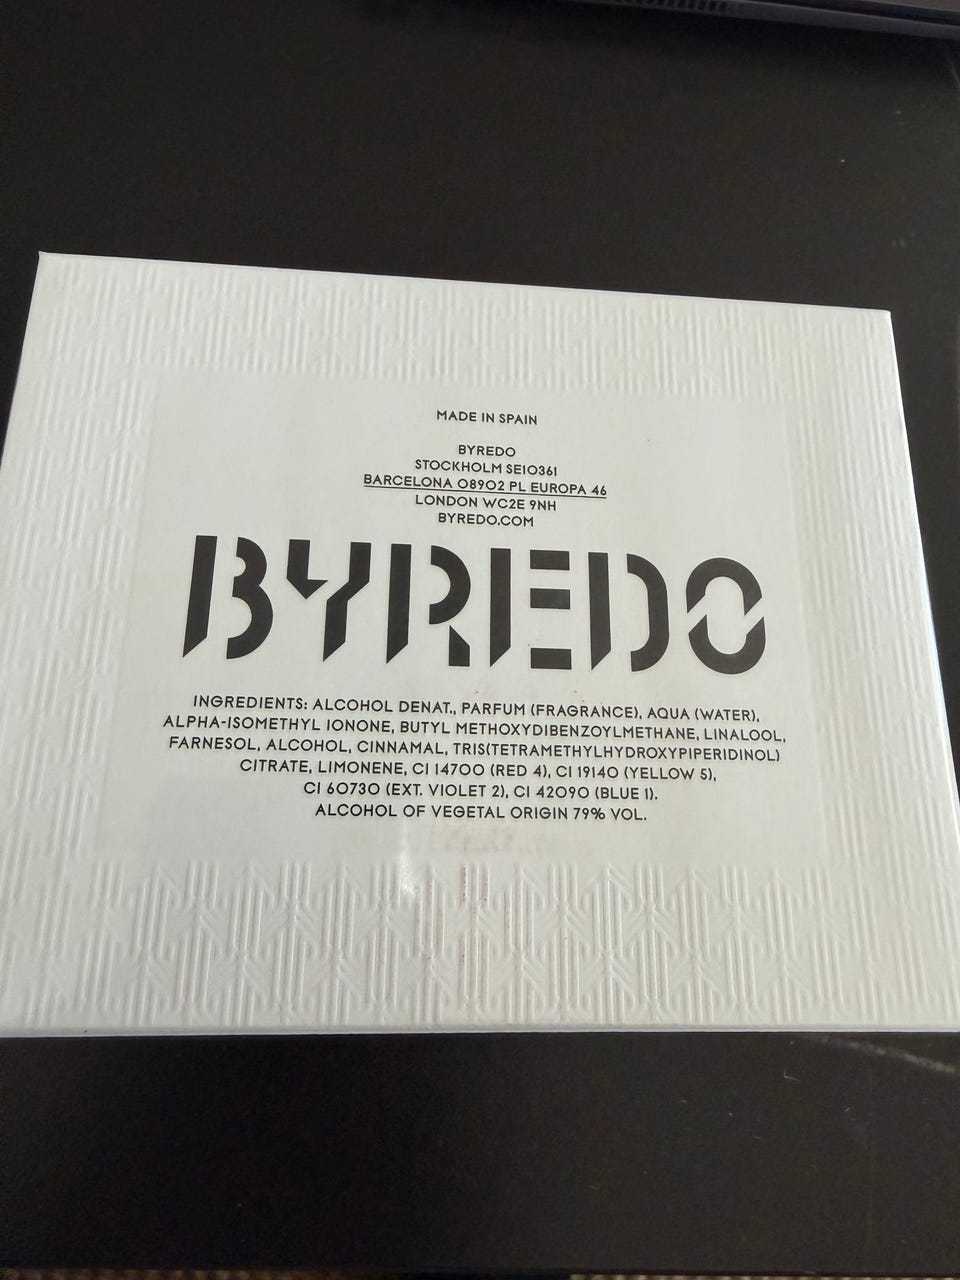 MADE IN SPAIN
BYREDO
STOCKHOLM SE10361
BARCELONA 08902 PL EUROPA 46
LONDON WC2E 9NH
BYREDO.COM
BYREDO
INGREDIENTS: ALCOHOL DENAT., PARFUM (FRAGRANCE), AQUA (WATER),
ALPHA-ISOMETHYL IONONE, BUTYL METHOXYDIBENZOYLMETHANE, LINALOOL,
FARNESOL, ALCOHOL, CINNAMAL, TRIS(TETRAMETHYLHYDROXYPIPERIDINOL)
CITRATE, LIMONENE, CI 14700 (RED 4), CI 19140 (YELLOW 5),
CI 60730 (EXT. VIOLET 2), CI 42090 (BLUE 1).
ALCOHOL OF VEGETAL ORIGIN 79% VOL.